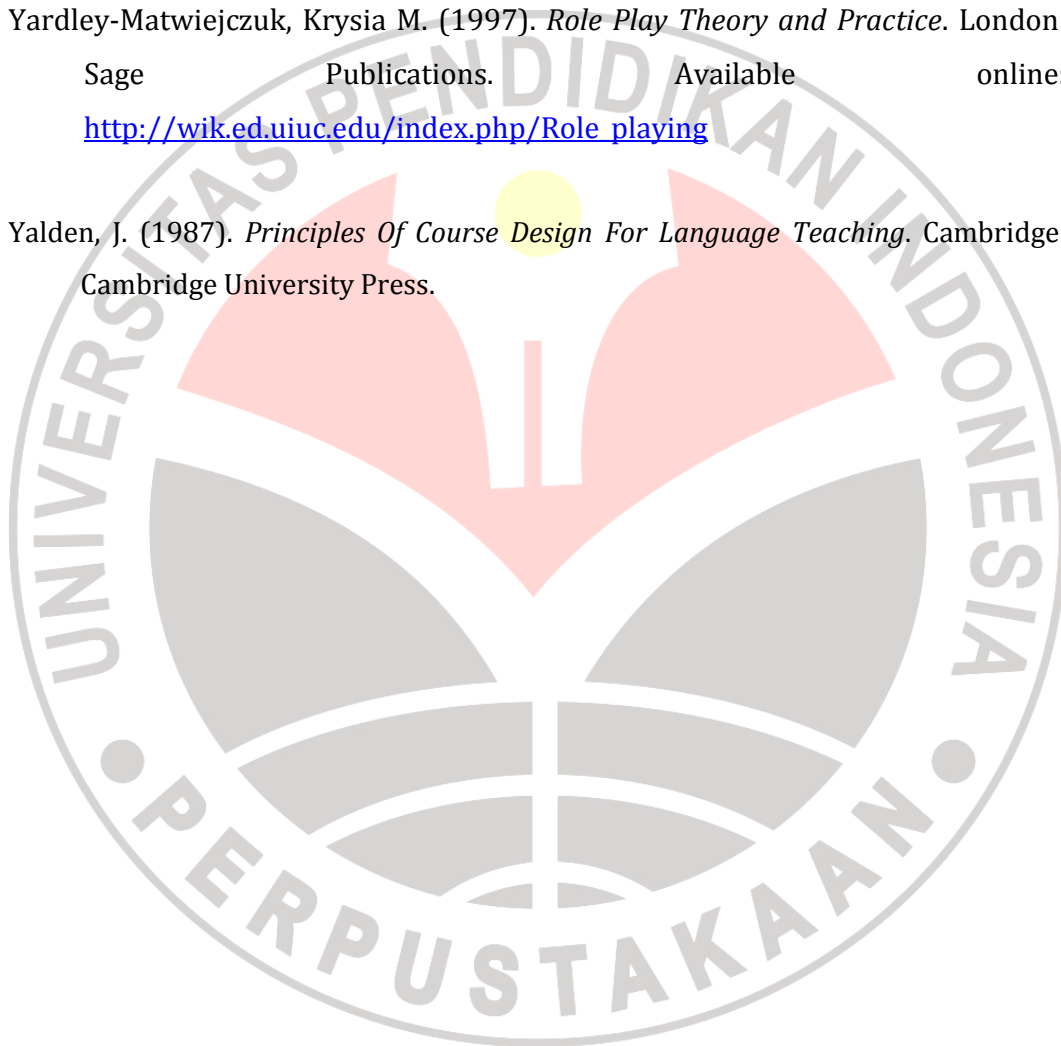 Yardley-Matwiejczuk, Krysia M. (1997). Role Play Theory and Practice. London
Sage Publications. Available online:
http://wik.ed.uiuc.edu/index.php/Role_playing
Yalden, J. (1987). Principles Of Course Design For Language Teaching. Cambridge
Cambridge University Press.
UNIVERSITAS PENDIDIKAN INDONESIA
PERPUSTAKAAN